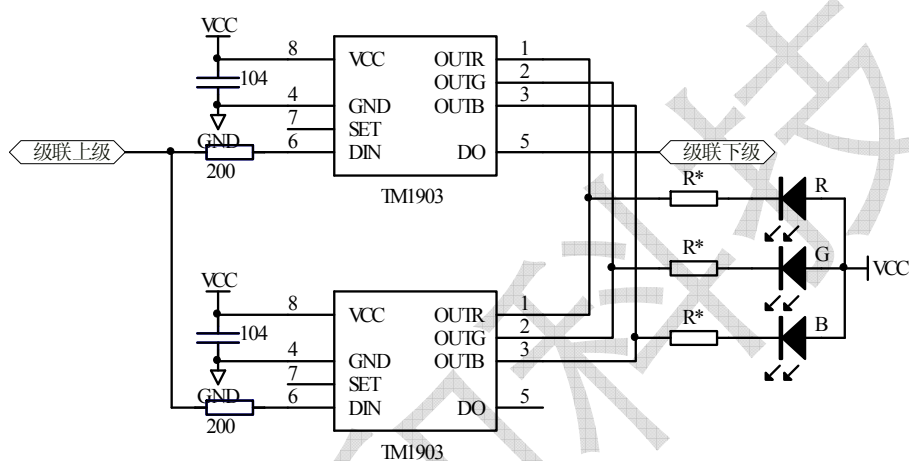 VCC
8
VCC
OUTR
1
OUTG
2
104
4
GND
OUTB
3
7
SET
级联上级
GND
200
6
DIN
DO
5
级联下级
TM1903
R*
R
R*
G
VCC
R*
B
VCC
8
VCC
OUTR
1
OUTG
2
104
4
GND
OUTB
3
7
SET
GND
200
6
DIN
DO
5
TM1903
科技